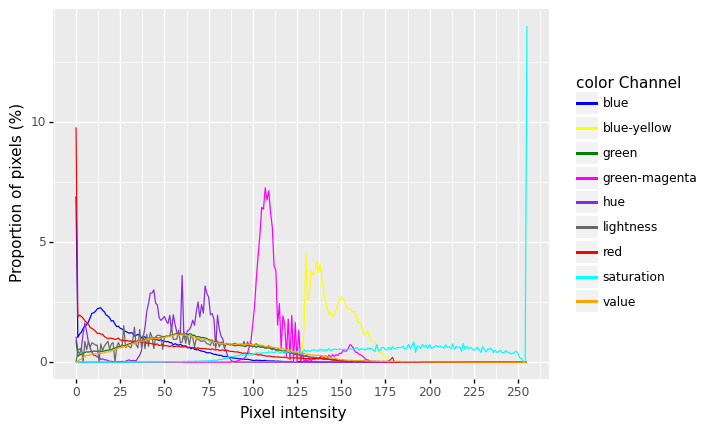 Proportion of pixels (%)
10
5
0
0 25 50 75 100 125 150 175 200 225 250
Pixel intensity
color Channel
blue
blue-yellow
green
green-magenta
hue
lightness
red
saturation
value